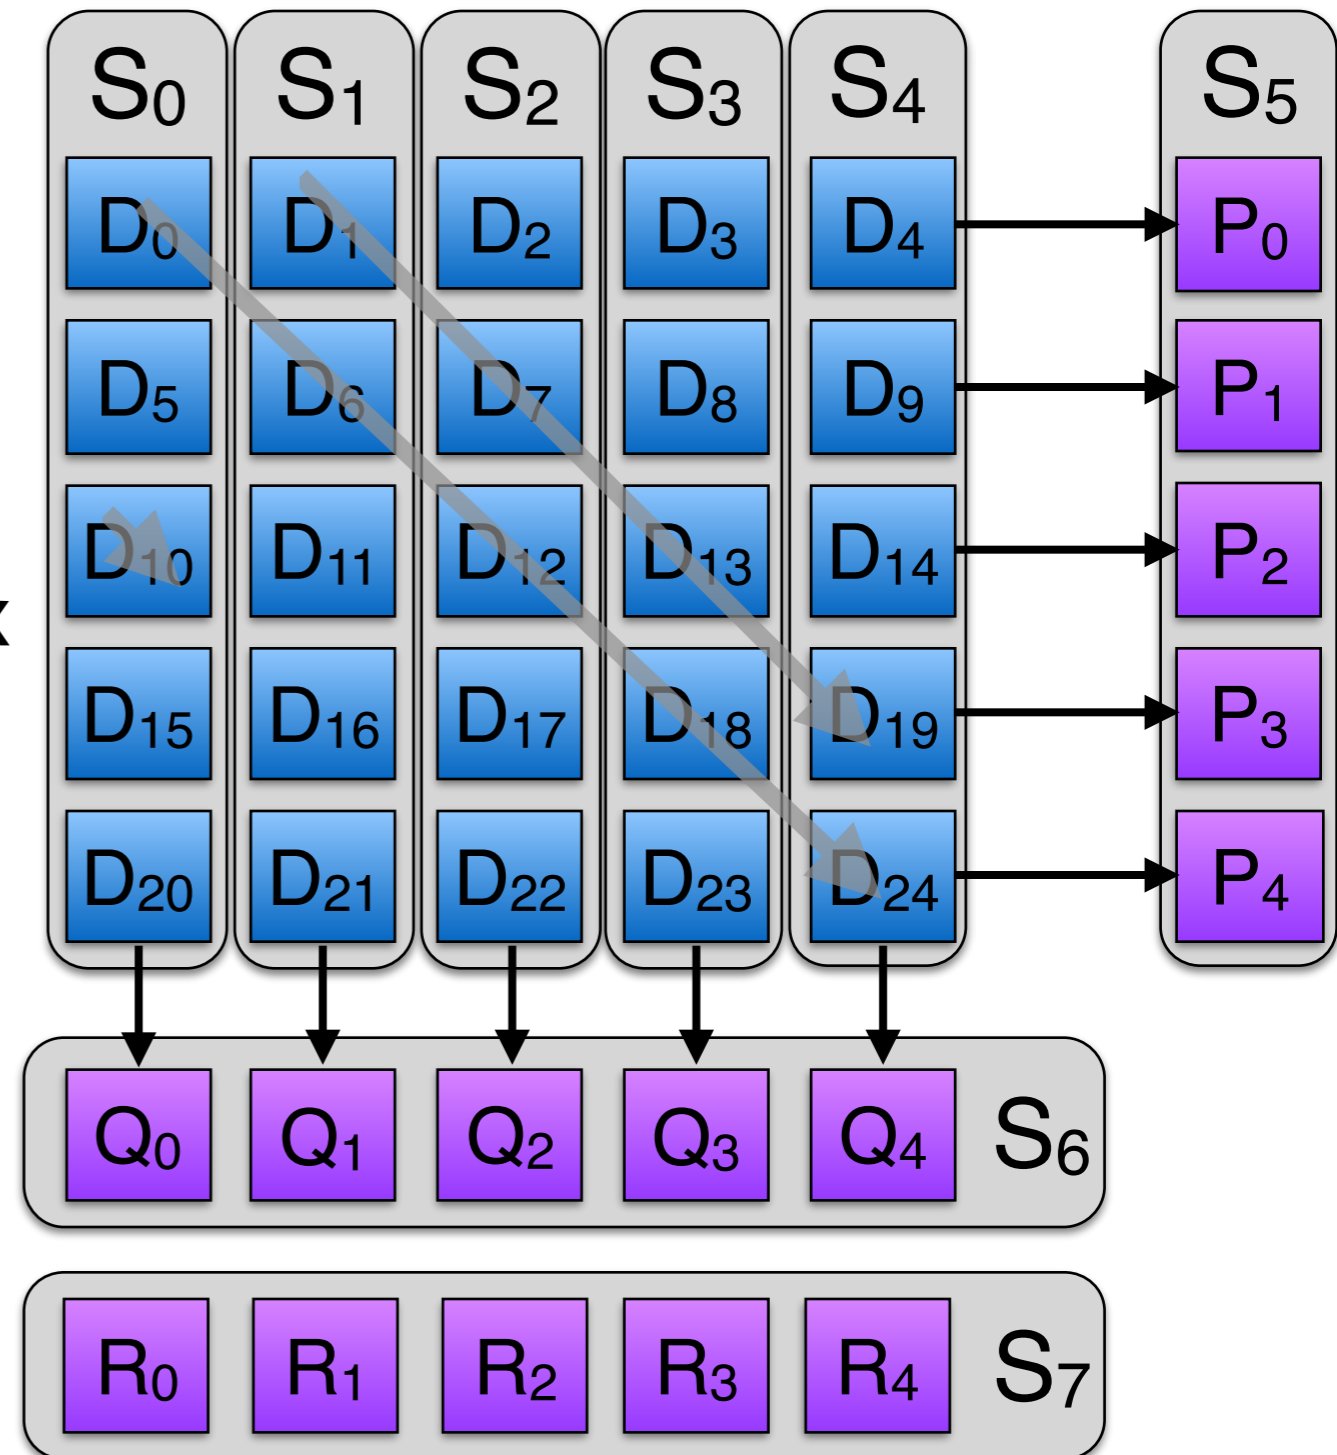 S0 S1 S2 S3 S4 S5
D0 D1 D2 D3 D4 P0
D5 D6 D7 D8 D9 P1
D10 D11 D12 D13 D14 P2
D15 D16 D17 D18 D19 P3
D20 D21 D22 D23 D24 P4
Q0 Q1 Q2 Q3 Q4 S6
R0 R1 R2 R3 R4 S7